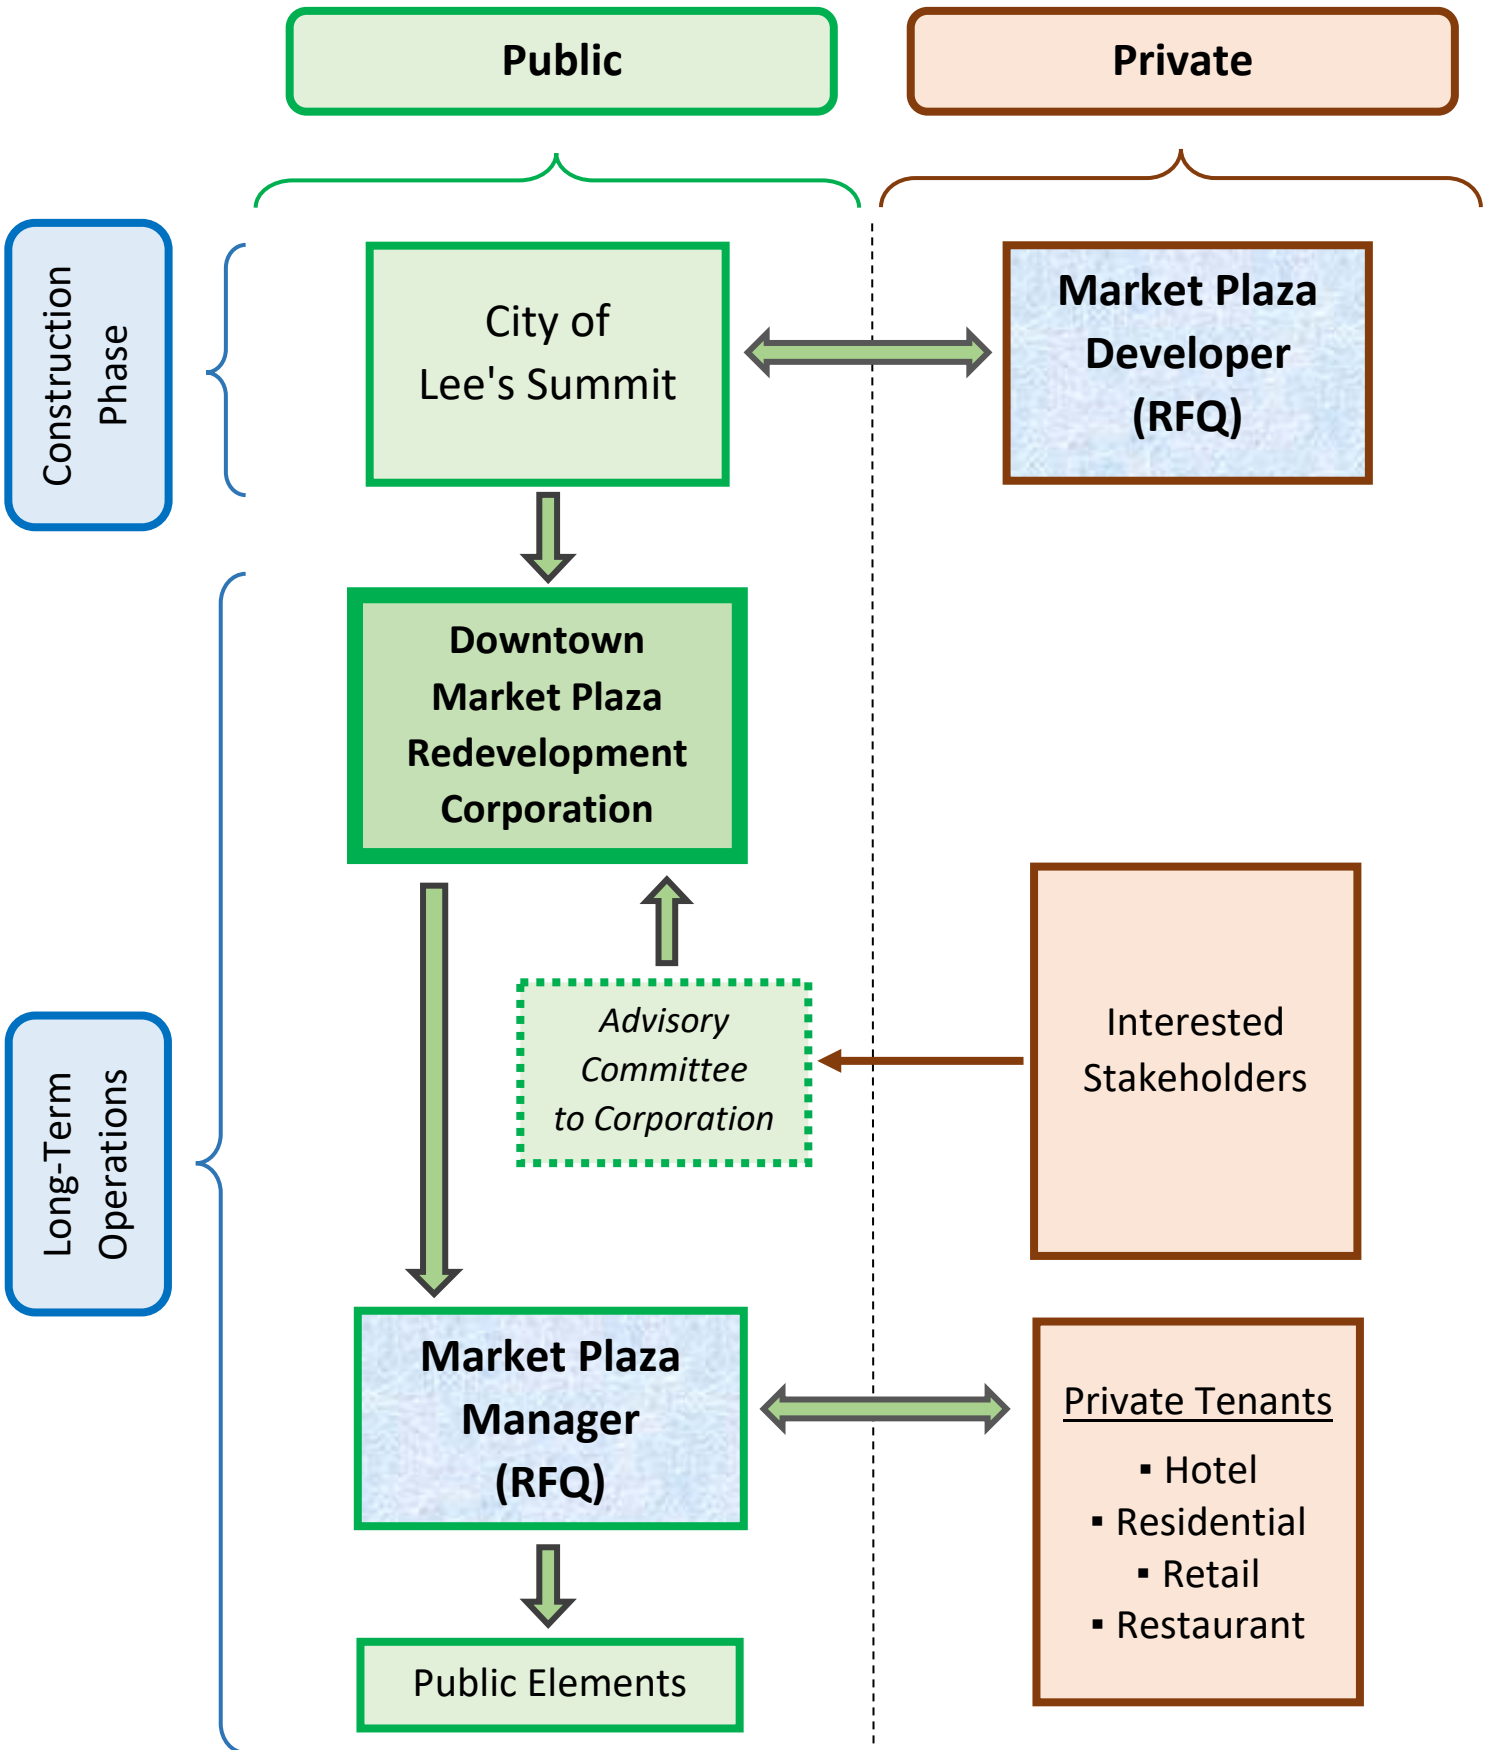 Public
Private
Construction
Phase
City of
Lee's Summit
Market Plaza
Developer
(RFQ)
Downtown
Market Plaza
Redevelopment
Corporation
Advisory
Committee
to Corporation
Interested
Stakeholders
Long-Term
Operations
Market Plaza
Manager
(RFQ)
Private Tenants
▪ Hotel
▪ Residential
▪ Retail
▪ Restaurant
Public Elements